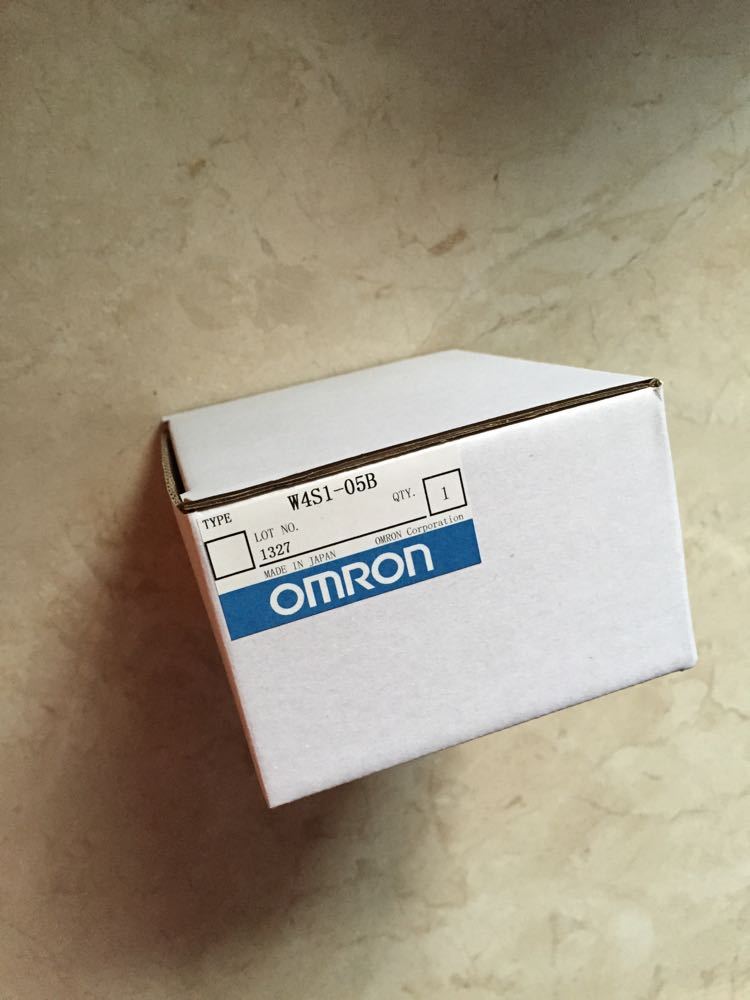 TYPE W4S1-05B
LOT NO. QTY. 1
1327
MADE IN JAPAN OMRON Corporation
OMRON